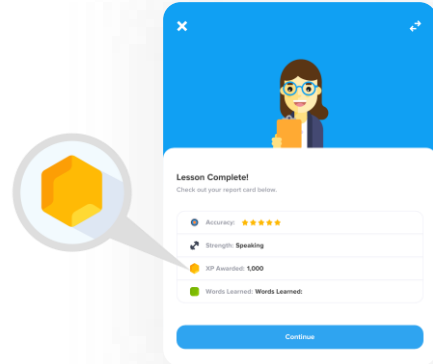 Lesson Complete!
Check out your report card below.
Accuracy:
Strength: Speaking
XP Awarded: 1,000
Words Learned: Words Learned:
Continue